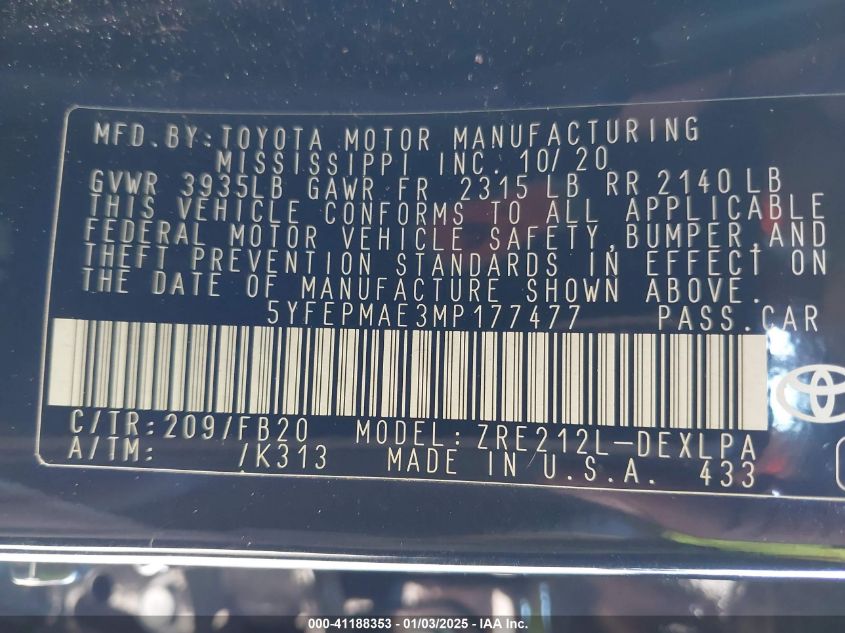 MFD.BY:TOYOTA MOTOR MANUFACTURING
MISSISSIPPI INC. 10/20
GVWR 3935LB GAWR FR 2315 LB RR 2140 LB
THIS VEHICLE CONFORMS TO ALL APPLICABLE
FEDERAL MOTOR VEHICLE SAFETY,BUMPER,AND
THEFT PREVENTION STANDARDS IN EFFECT ON
THE DATE OF MANUFACTURE SHOWN ABOVE.
5YFEPMAE3MP177477 PASS.CAR
C/TR:209/FB20 MODEL:ZRE212L-DEXLPA
A/TM: /K313 MADE IN U.S.A. 433
000-41188353 | 01/03/2025 | IAA Inc.